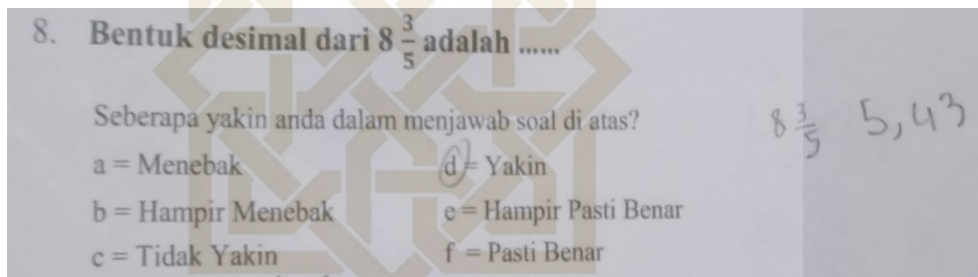 8. Bentuk desimal dari 8 3/5 adalah ......
Seberapa yakin anda dalam menjawab soal di atas?
8 3/5 5,43
a = Menebak d = Yakin
b = Hampir Menebak e = Hampir Pasti Benar
c = Tidak Yakin f = Pasti Benar